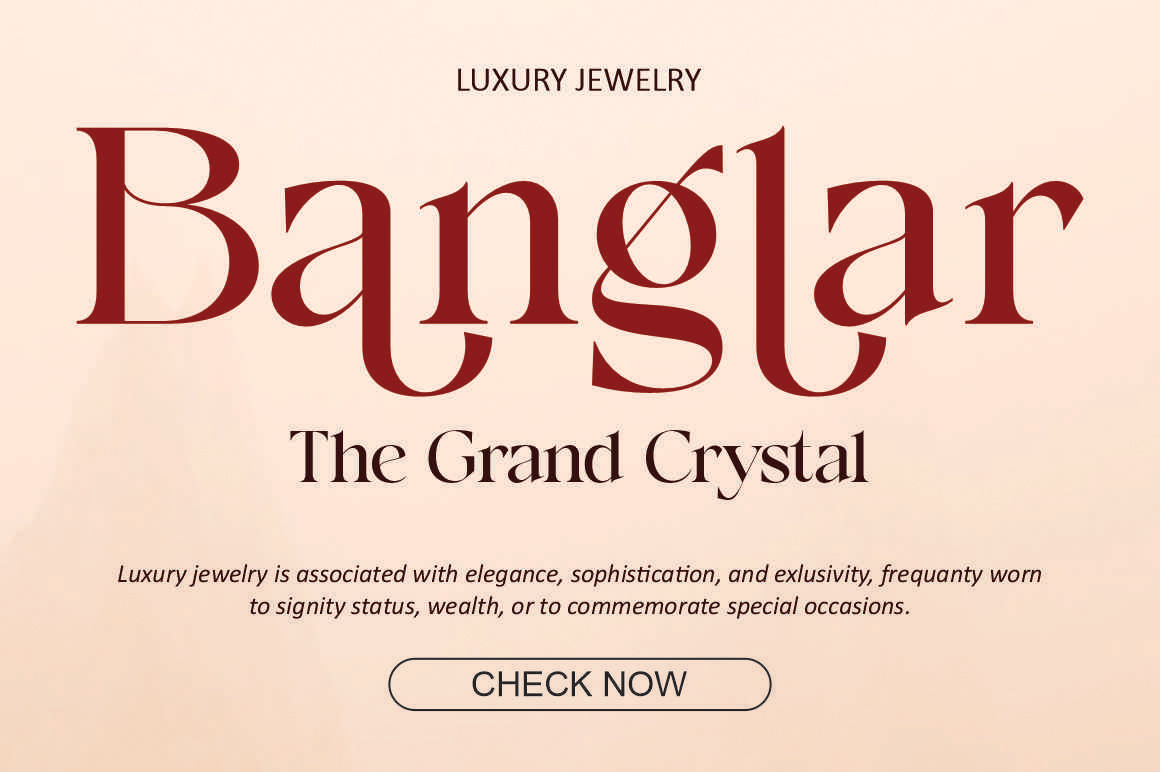 LUXURY JEWELRY
Banglar
The Grand Crystal
Luxury jewelry is associated with elegance, sophistication, and exlusivity, frequanty worn
to signity status, wealth, or to commemorate special occasions.
CHECK NOW